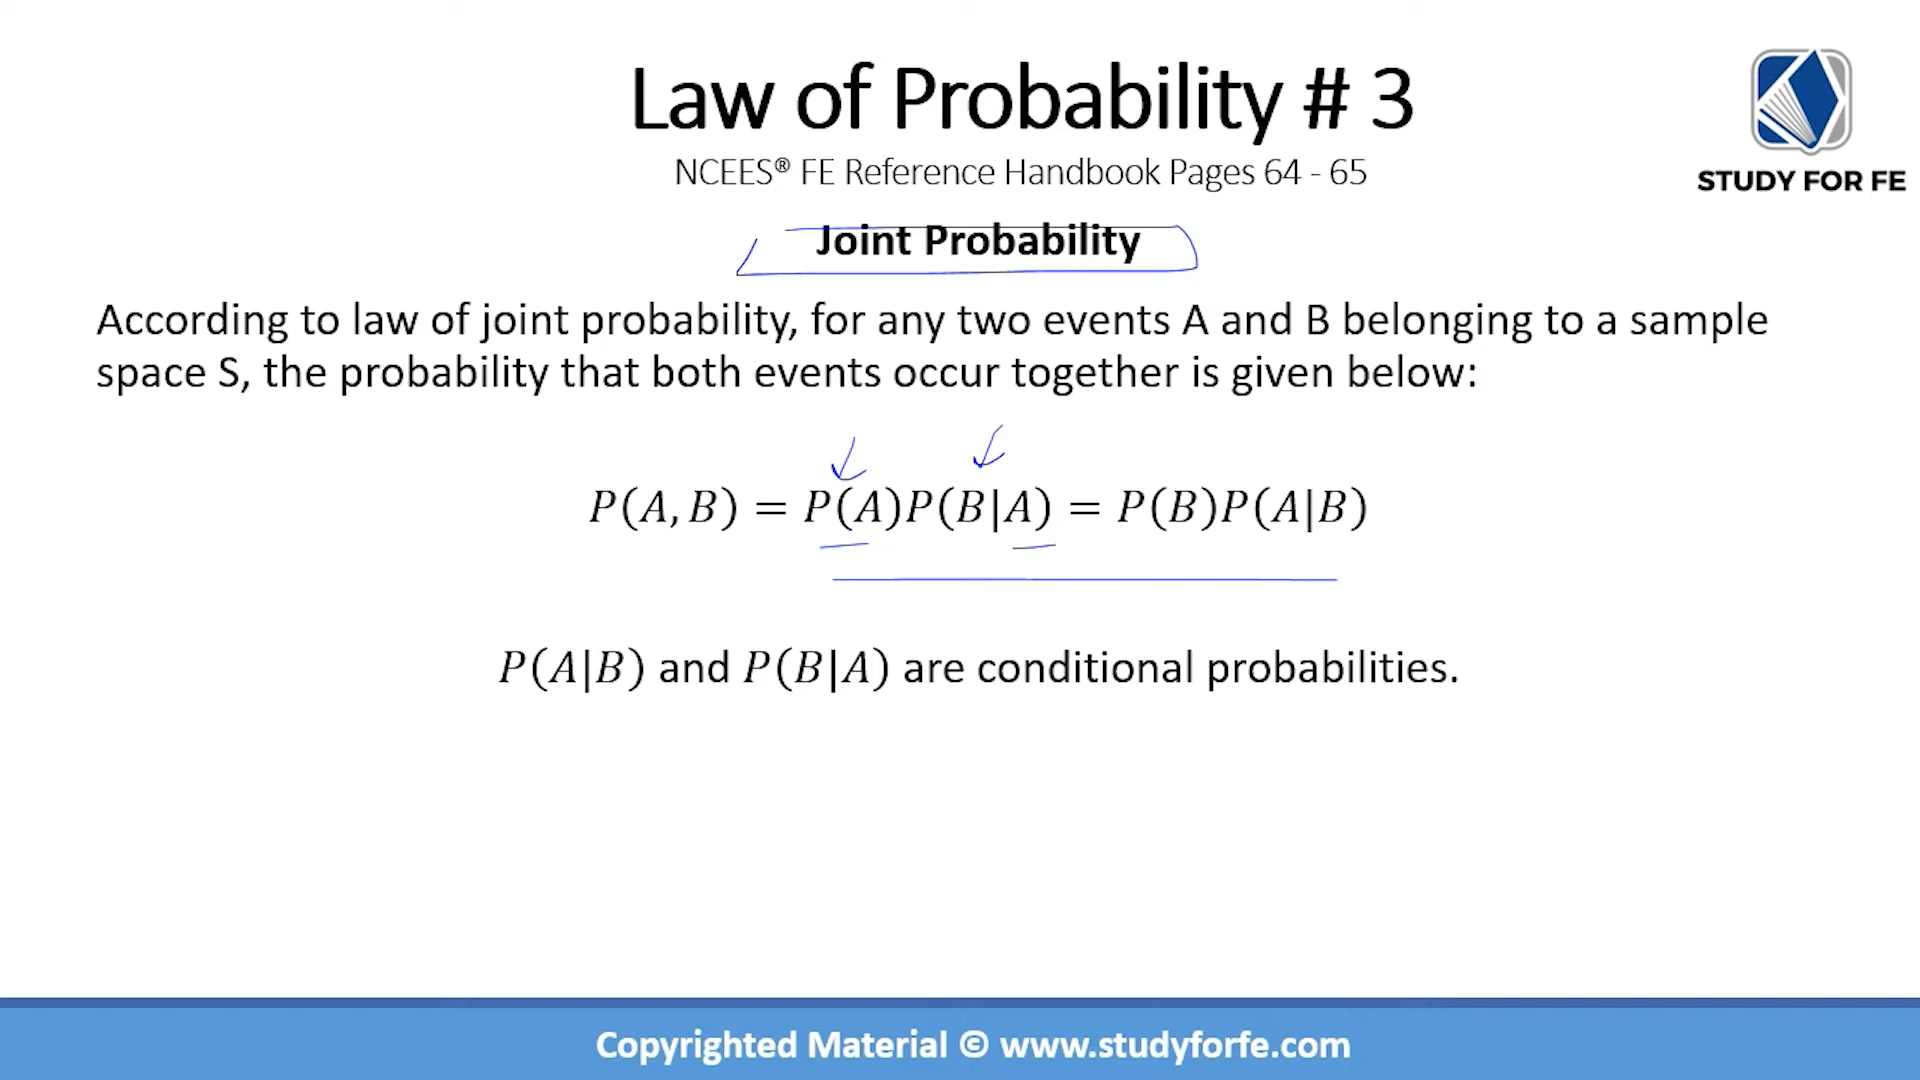 Law of Probability # 3
NCEES® FE Reference Handbook Pages 64 - 65
STUDY FOR FE
Joint Probability
According to law of joint probability, for any two events A and B belonging to a sample
space S, the probability that both events occur together is given below:
P(A, B) = P(A)P(B|A) = P(B)P(A|B)
P(A|B) and P(B|A) are conditional probabilities.
Copyrighted Material © www.studyforfe.com